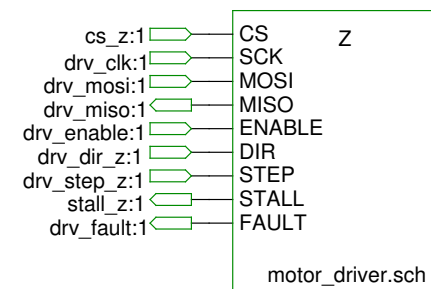 cs_z:1 CS Z
drv_clk:1 SCK
drv_mosi:1 MOSI
drv_miso:1 MISO
drv_enable:1 ENABLE
drv_dir_z:1 DIR
drv_step_z:1 STEP
stall_z:1 STALL
drv_fault:1 FAULT
motor_driver.sch